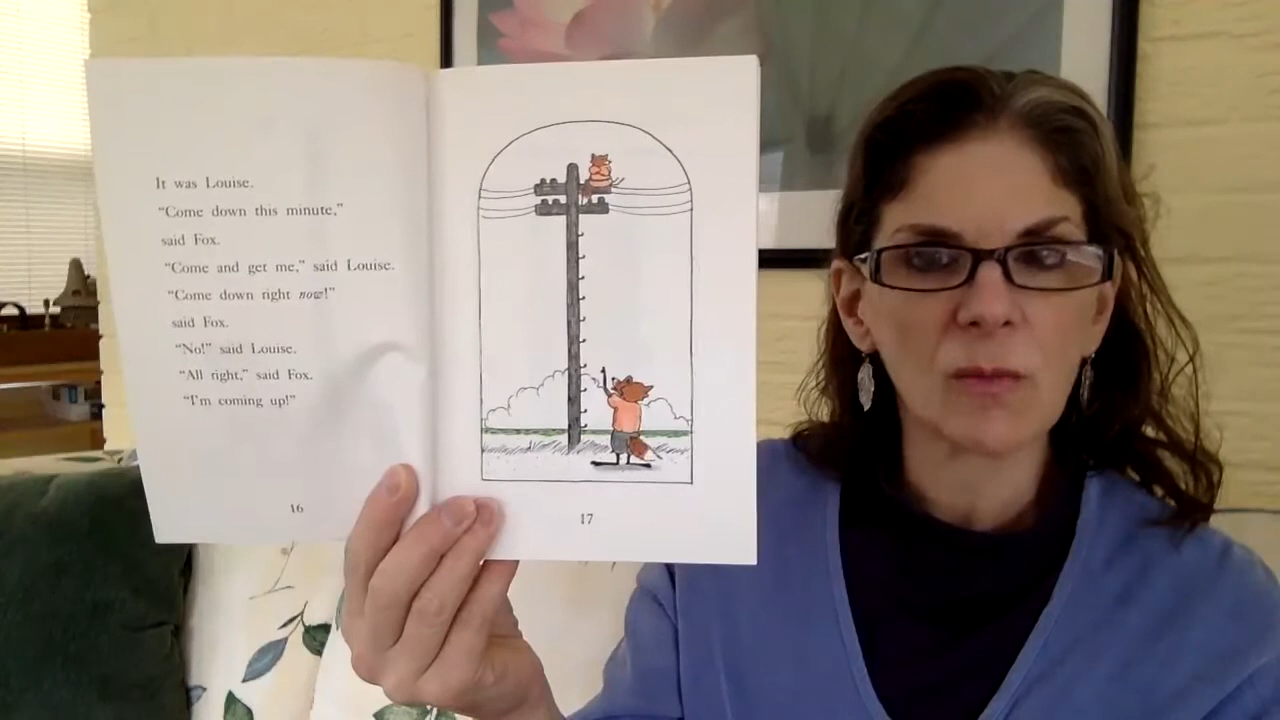 It was Louise.
“Come down this minute,”
said Fox.
“Come and get me,” said Louise.
“Come down right now!”
said Fox.
“No!” said Louise.
“All right,” said Fox.
“I’m coming up!”
16
17